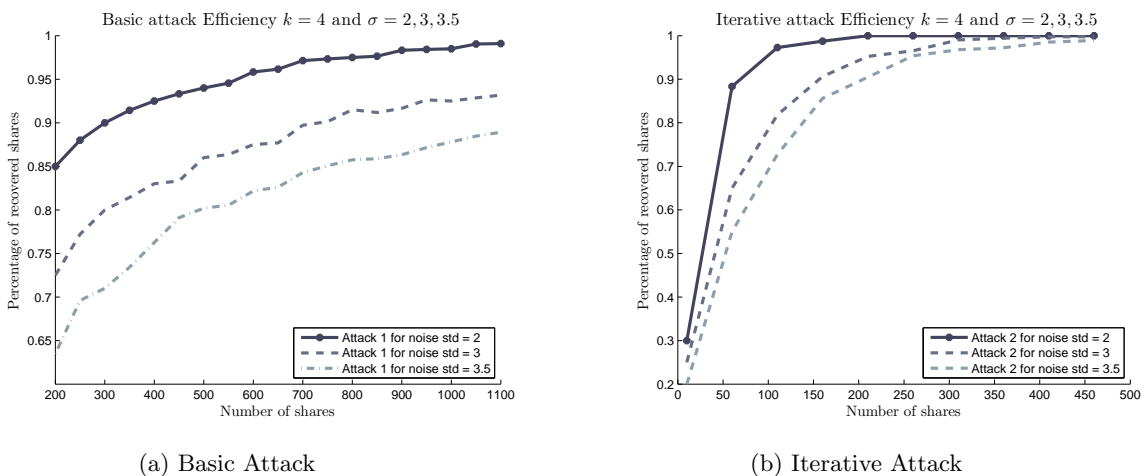 Basic attack Efficiency k = 4 and σ = 2, 3, 3.5
Percentage of recovered shares
1
0.95
0.9
0.85
0.8
0.75
0.7
0.65
200 300 400 500 600 700 800 900 1000 1100
Number of shares
Attack 1 for noise std = 2
Attack 1 for noise std = 3
Attack 1 for noise std = 3.5
(a) Basic Attack
Iterative attack Efficiency k = 4 and σ = 2, 3, 3.5
Percentage of recovered shares
1
0.9
0.8
0.7
0.6
0.5
0.4
0.3
0.2
0 50 100 150 200 250 300 350 400 450 500
Number of shares
Attack 2 for noise std = 2
Attack 2 for noise std = 3
Attack 2 for noise std = 3.5
(b) Iterative Attack